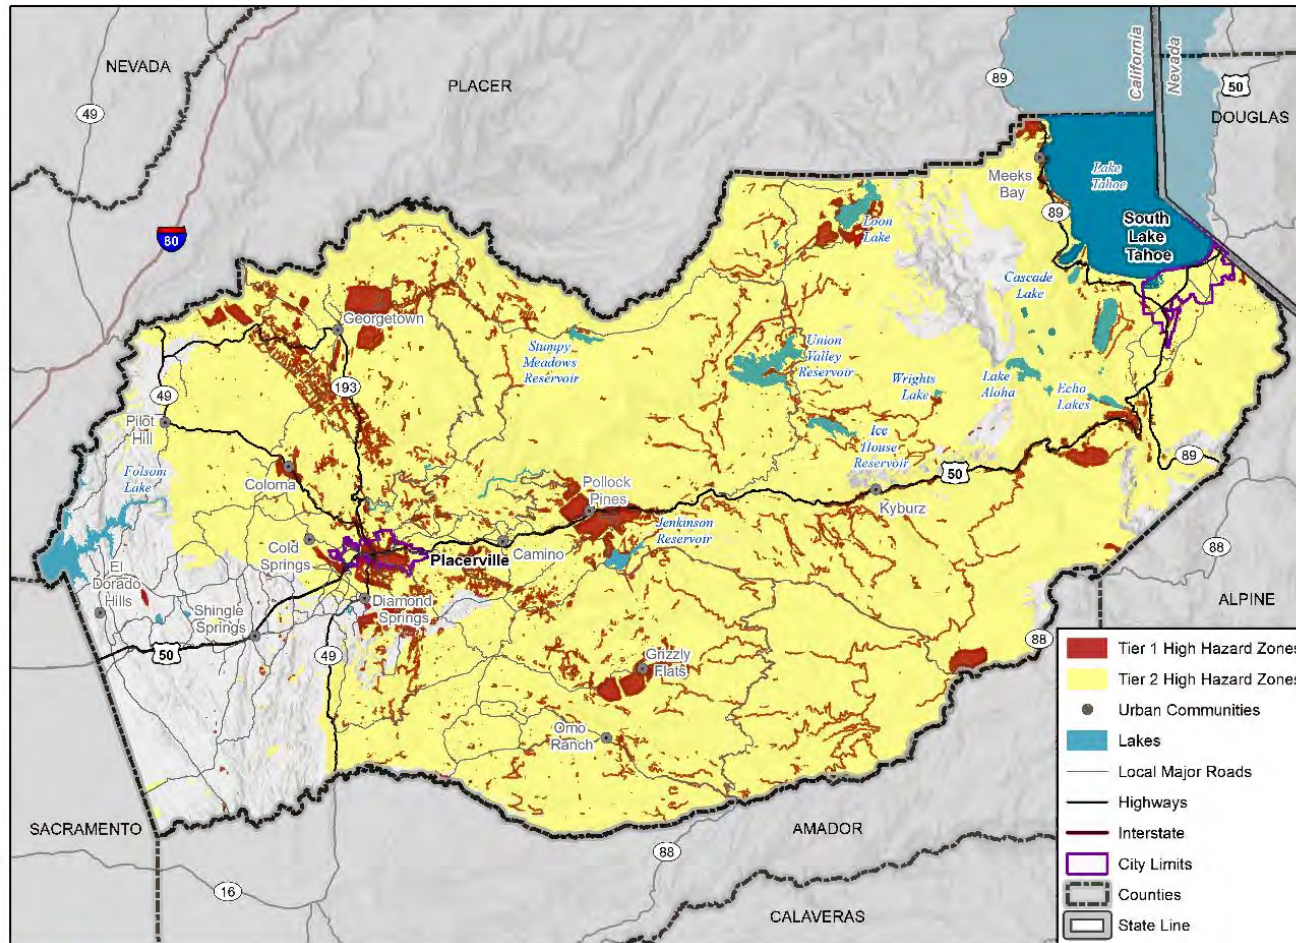 NEVADA
49
PLACER
89
California
Nevada
50
DOUGLAS
80
Meeks
Bay
Lake
Tahoe
89
South
Lake
Tahoe
Loon
Lake
Cascade
Lake
Georgetown
Stumpy
Meadows
Reservoir
Union
Valley
Reservoir
Wrights
Lake
Lake
Aloha
Echo
Lakes
193
49
Pilot
Hill
Folsom
Lake
Coloma
Ice
House
Reservoir
50
89
Pollock
Pines
Kyburz
Jenkinson
Reservoir
Cold
Springs
Placerville
Camino
88
El
Dorado
Hills
Shingle
Springs
Diamond
Springs
ALPINE
50
49
Grizzly
Flats
88
Omo
Ranch
SACRAMENTO
AMADOR
88
16
CALAVERAS
Tier 1 High Hazard Zones
Tier 2 High Hazard Zones
Urban Communities
Lakes
Local Major Roads
Highways
Interstate
City Limits
Counties
State Line